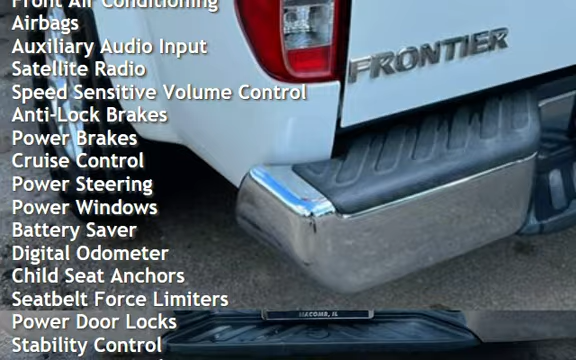 Front Air Conditioning
Airbags
Auxiliary Audio Input
Satellite Radio
Speed Sensitive Volume Control
Anti-Lock Brakes
Power Brakes
Cruise Control
Power Steering
Power Windows
Battery Saver
Digital Odometer
Child Seat Anchors
Seatbelt Force Limiters
Power Door Locks
Stability Control
FRONTIER
MACOMB, IL